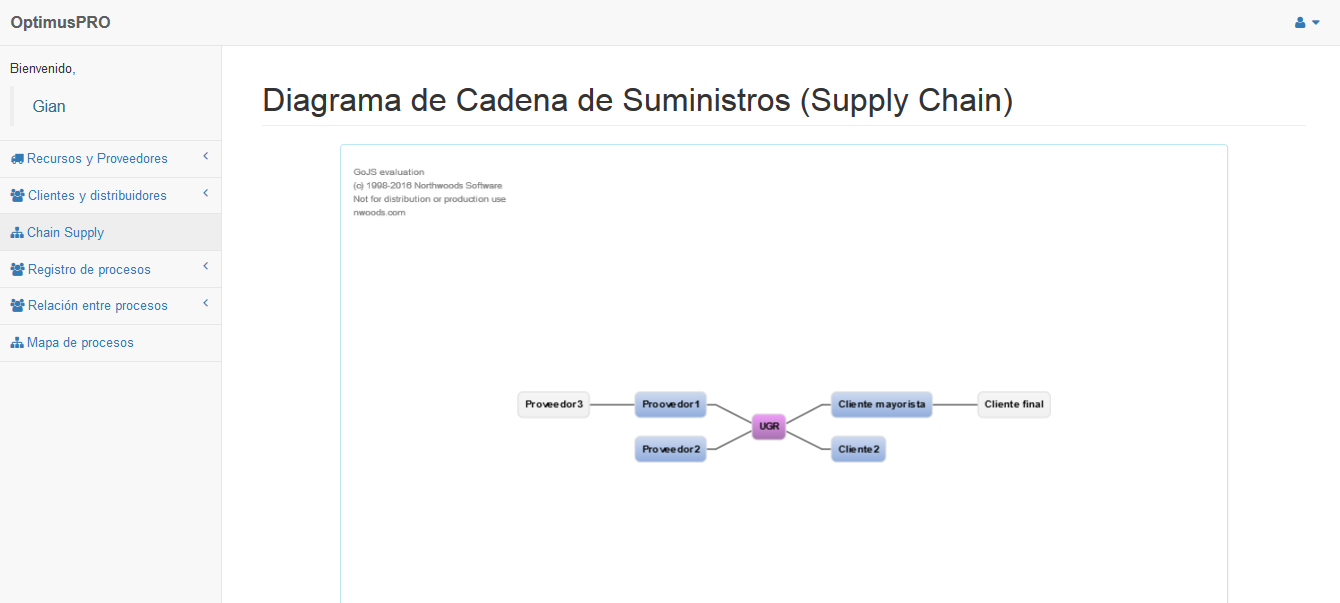 OptimusPRO
Bienvenido,
Gian
Recursos y Proveedores
Clientes y distribuidores
Chain Supply
Registro de procesos
Relación entre procesos
Mapa de procesos
Diagrama de Cadena de Suministros (Supply Chain)
GoJS evaluation
(c) 1998-2016 Northwoods Software
Not for distribution or production use
nwoods.com
Proveedor3
Proovedor1
Cliente mayorista
Cliente final
UGR
Proveedor2
Cliente2